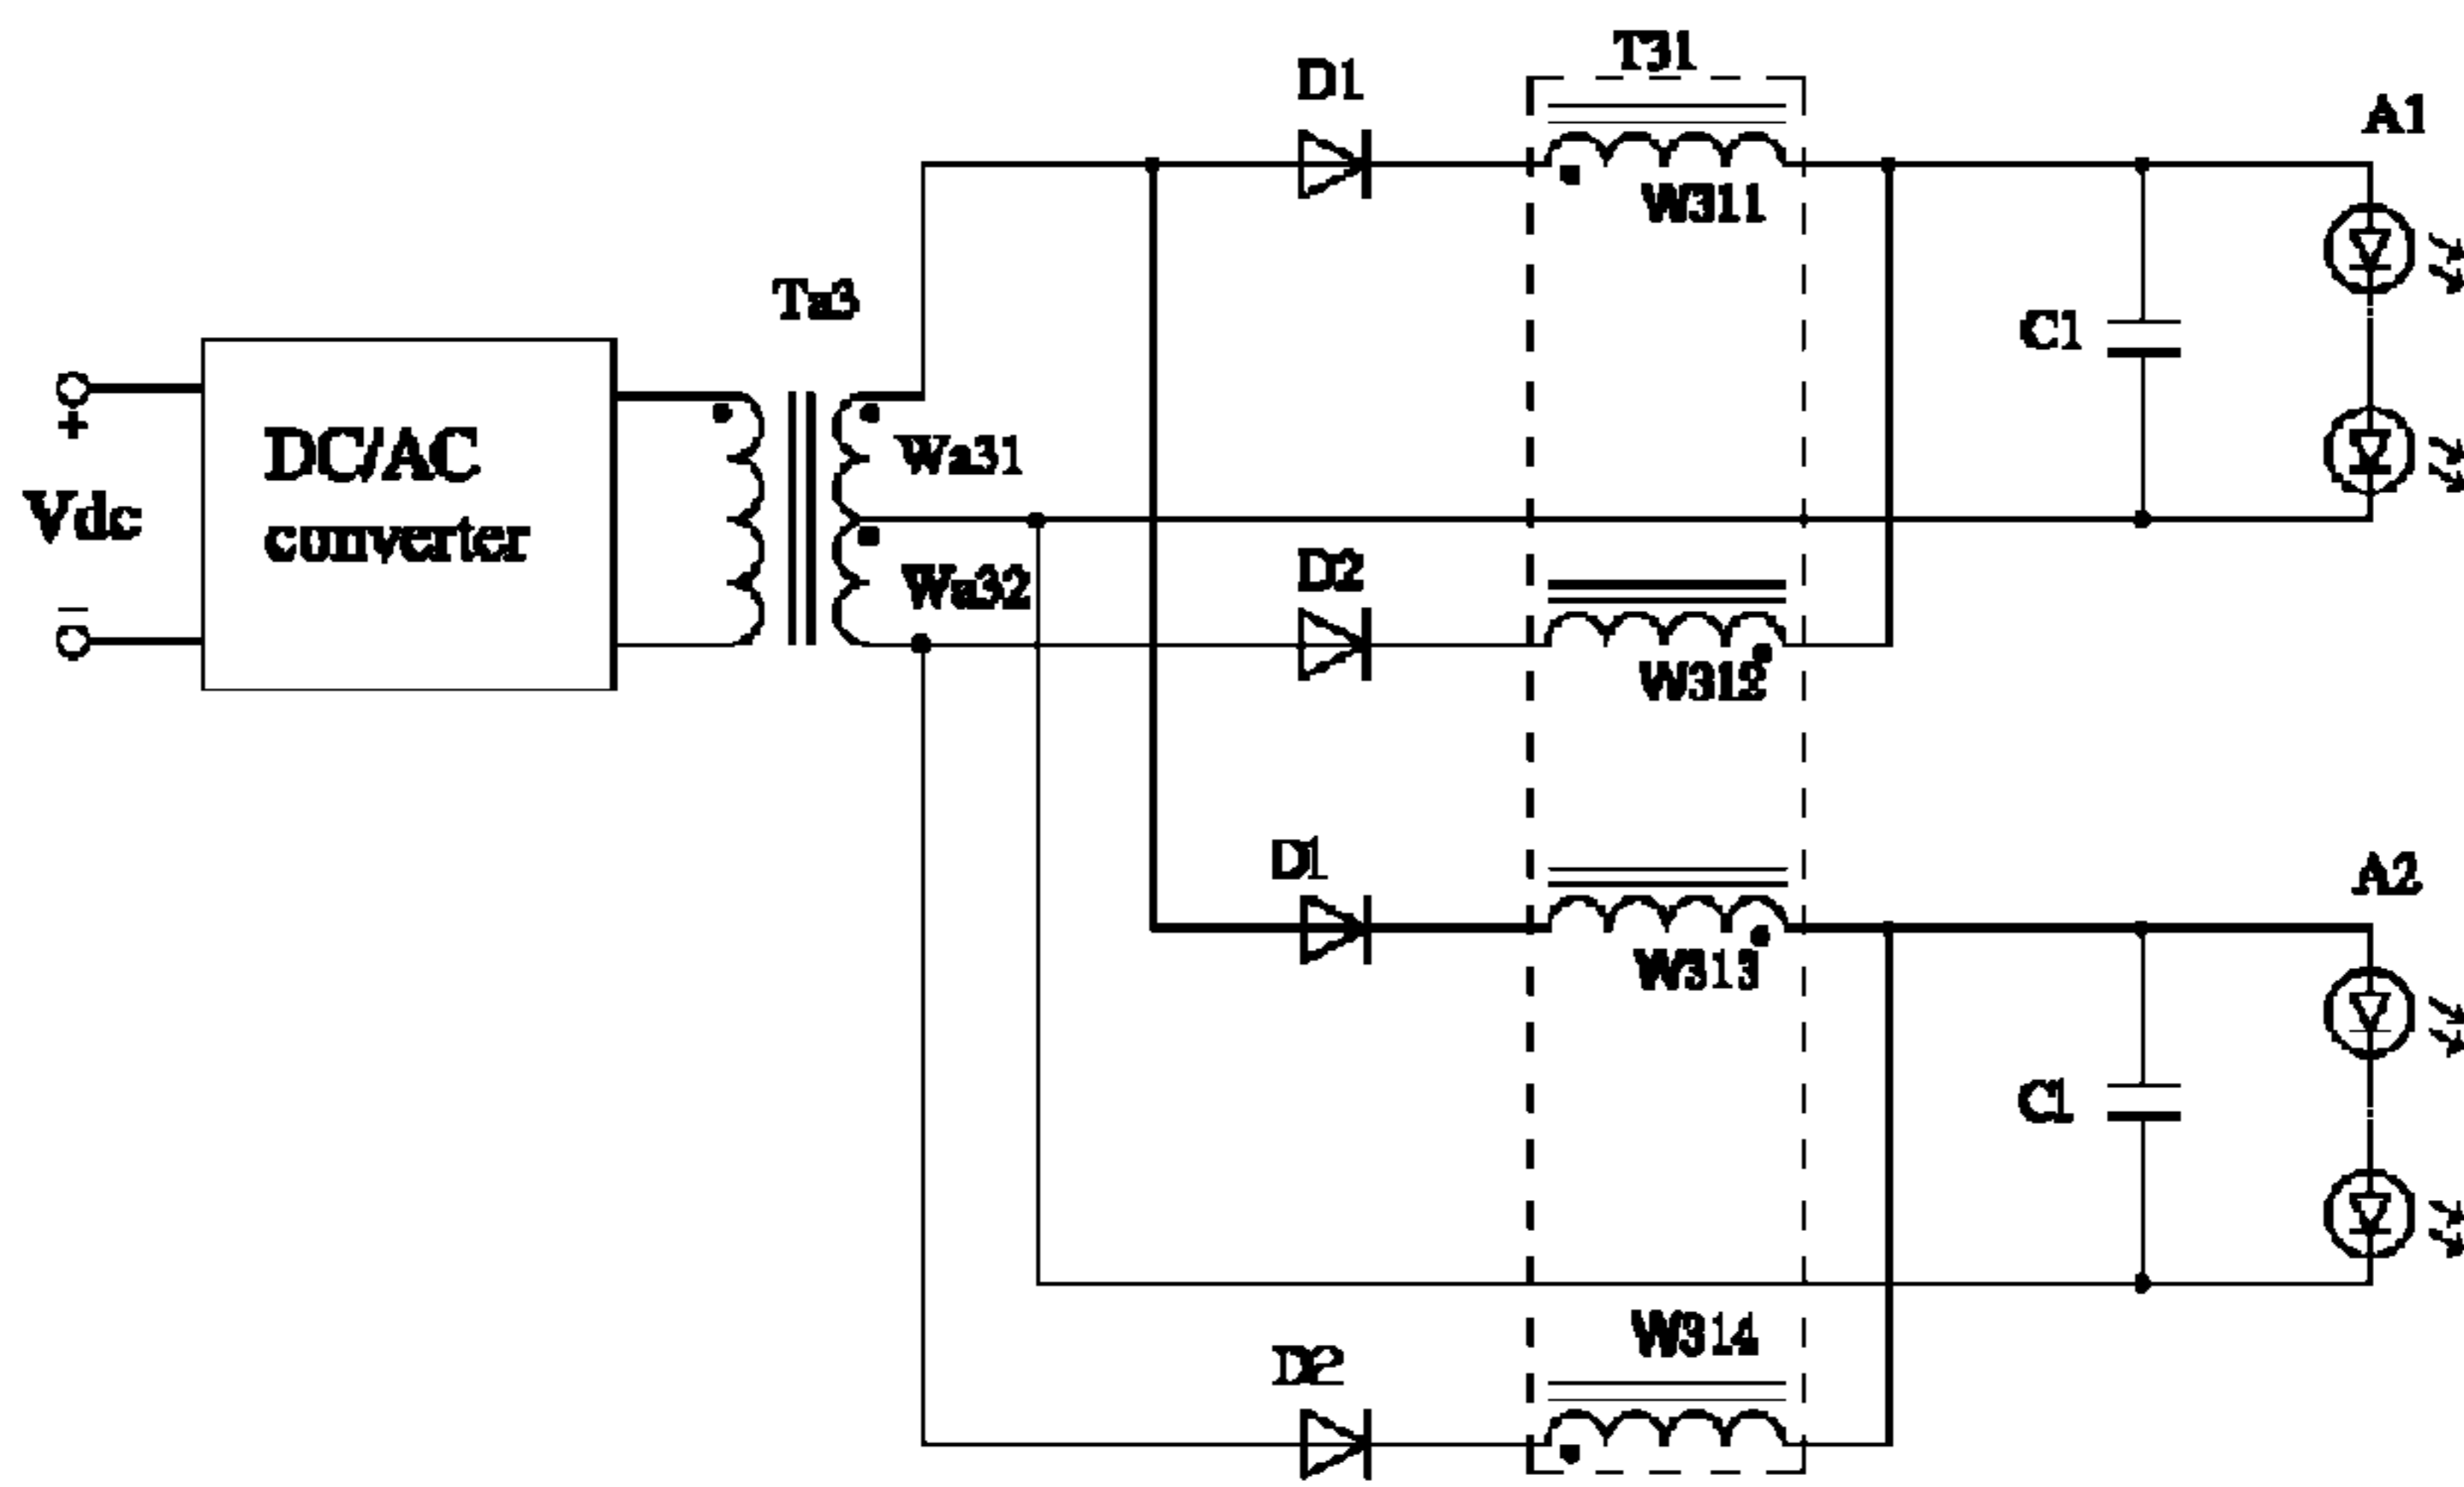 T31
D1
A1
W311
Ta3
C1
+
DC/AC
Wa31
Vdc
converter
D2
Wa32
−
W312
D1
A2
W313
C1
W314
D2